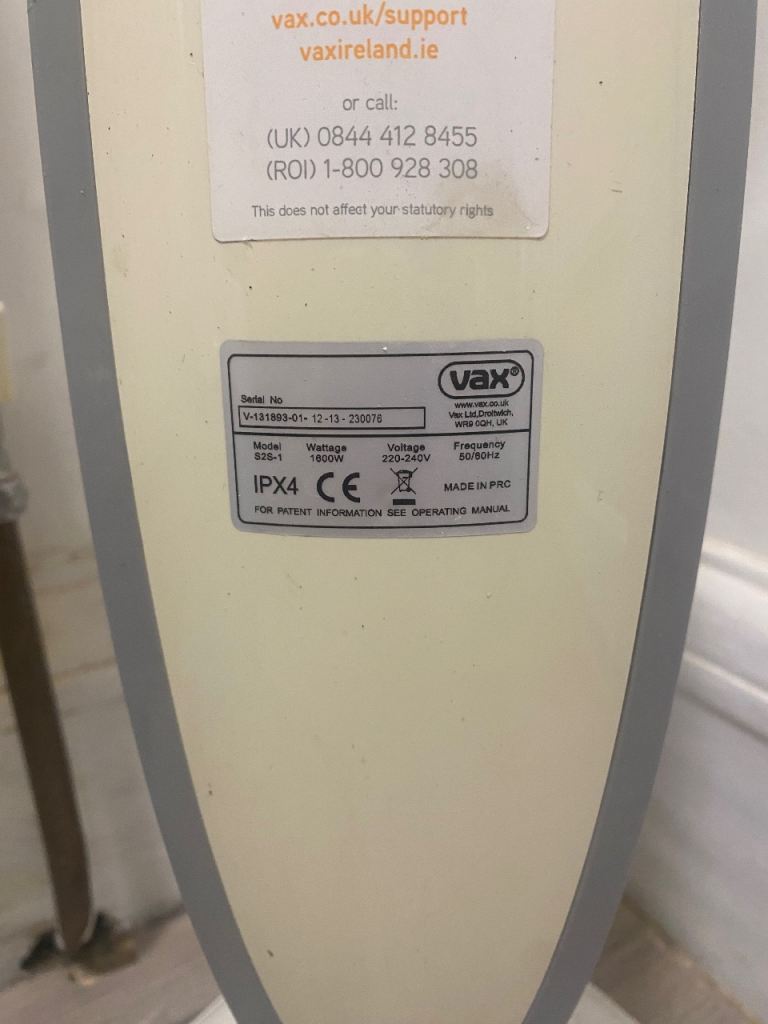 vax.co.uk/support
vaxireland.ie
or call:
(UK) 0844 412 8455
(ROI) 1-800 928 308
This does not affect your statutory rights
vax®
www.vax.co.uk
Vax Ltd,Droitwich,
WR9 0QH, UK
Serial No
V-131893-01- 12-13- 230076
Model Wattage Voltage Frequency
S2S-1 1600W 220-240V 50/60Hz
IPX4 CE MADE IN PRC
FOR PATENT INFORMATION SEE OPERATING MANUAL